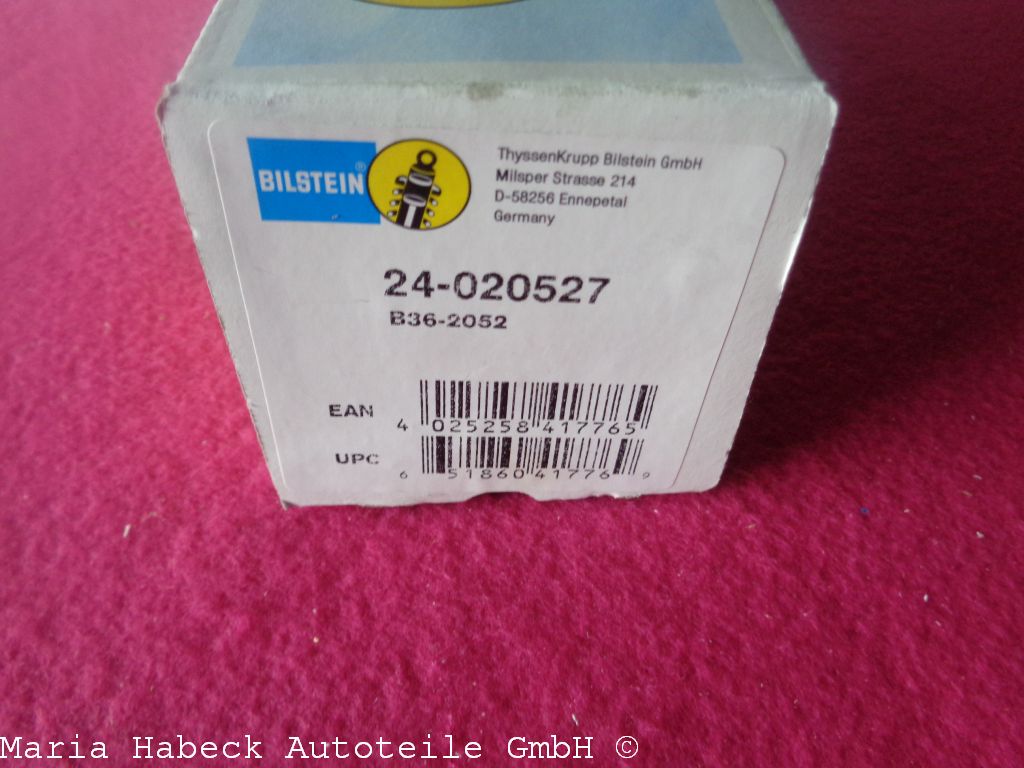 BILSTEIN®
ThyssenKrupp Bilstein GmbH
Milsper Strasse 214
D-58256 Ennepetal
Germany
24-020527
B36-2052
EAN
4 025258 417765
UPC
6 51860 41776 9
Maria Habeck Autoteile GmbH ©